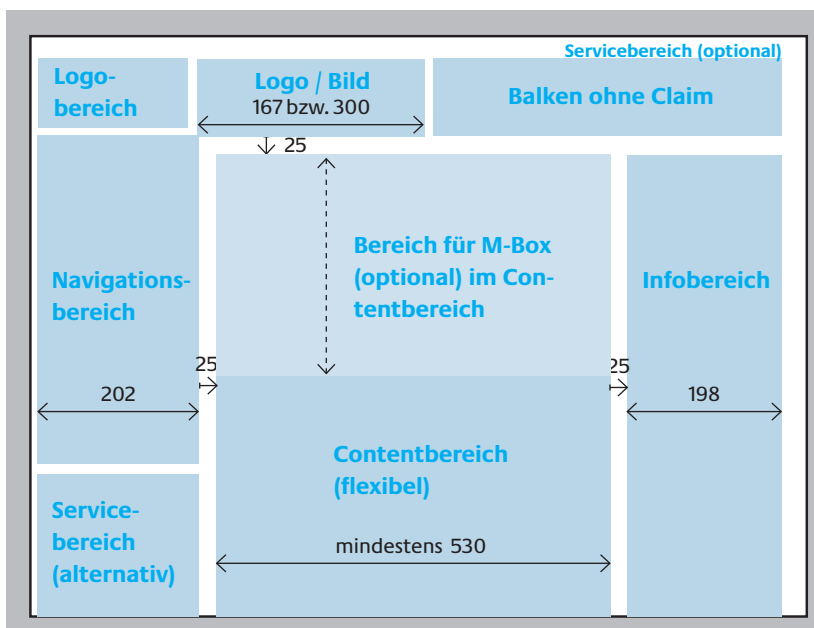 Servicebereich (optional)
Logo-
bereich
Logo / Bild
167 bzw. 300
Balken ohne Claim
25
Bereich für M-Box
(optional) im Con-
tentbereich
Navigations-
bereich
Infobereich
25
25
202
198
Contentbereich
(flexibel)
Service-
bereich
(alternativ)
mindestens 530